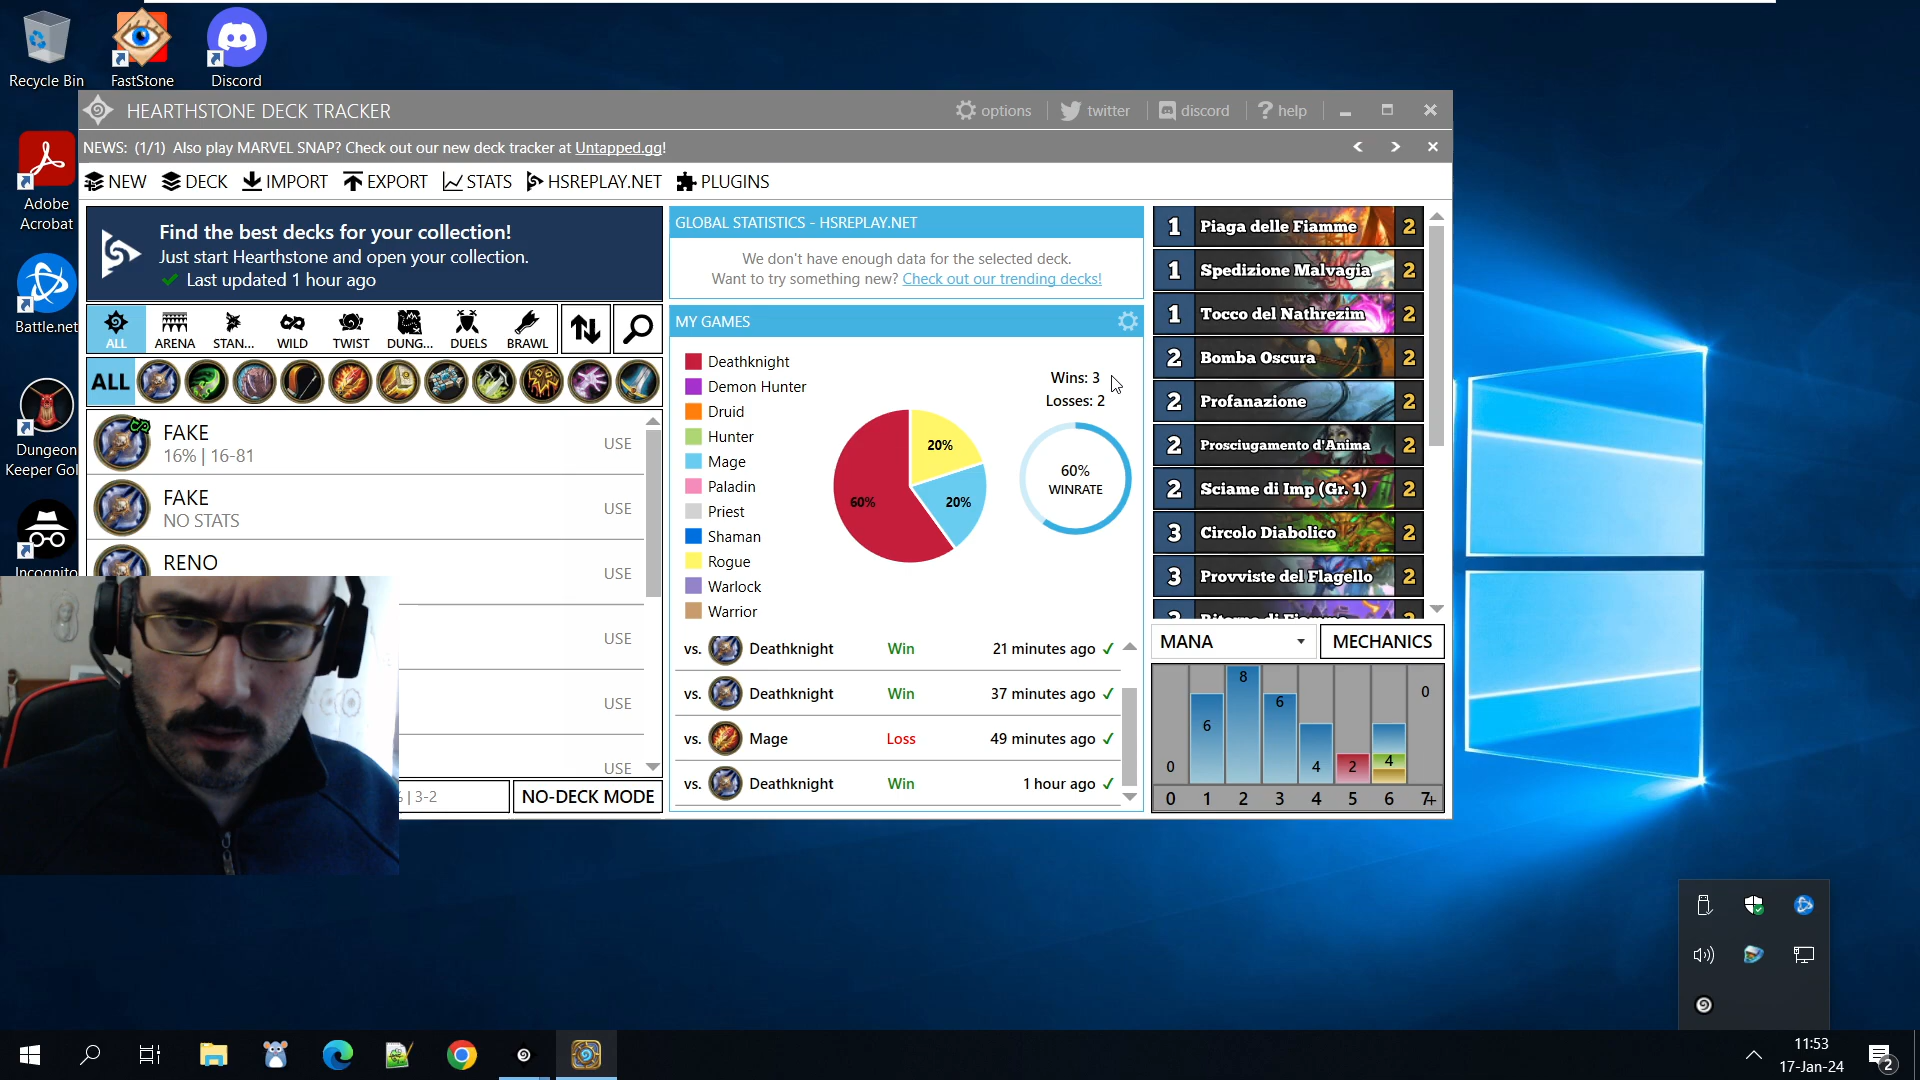 Recycle Bin
FastStone
Discord
Adobe
Acrobat
Battle.net
Dungeon
Keeper Gol
Incognito
HEARTHSTONE DECK TRACKER
options
twitter
discord
? help
NEWS: (1/1) Also play MARVEL SNAP? Check out our new deck tracker at Untapped.gg!
NEW
DECK
IMPORT
EXPORT
STATS
HSREPLAY.NET
PLUGINS
Find the best decks for your collection!
Just start Hearthstone and open your collection.
Last updated 1 hour ago
ALL
ARENA
STAN...
WILD
TWIST
DUNG...
DUELS
BRAWL
ALL
FAKE
16% | 16-81
USE
FAKE
NO STATS
USE
RENO
USE
USE
USE
USE
| 3-2
NO-DECK MODE
GLOBAL STATISTICS - HSREPLAY.NET
We don't have enough data for the selected deck.
Want to try something new? Check out our trending decks!
MY GAMES
Deathknight
Demon Hunter
Druid
Hunter
Mage
Paladin
Priest
Shaman
Rogue
Warlock
Warrior
20%
60%
20%
Wins: 3
Losses: 2
60%
WINRATE
vs. Deathknight Win 21 minutes ago ✓
vs. Deathknight Win 37 minutes ago ✓
vs. Mage Loss 49 minutes ago ✓
vs. Deathknight Win 1 hour ago ✓
1 Piaga delle Fiamme 2
1 Spedizione Malvagia 2
1 Tocco del Nathrezim 2
2 Bomba Oscura 2
2 Profanazione 2
2 Prosciugamento d'Anima 2
2 Sciame di Imp (Gr. 1) 2
3 Circolo Diabolico 2
3 Provviste del Flagello 2
MANA
MECHANICS
0 6 8 6 4 2 4 0
0 1 2 3 4 5 6 7+
11:53
17-Jan-24
2